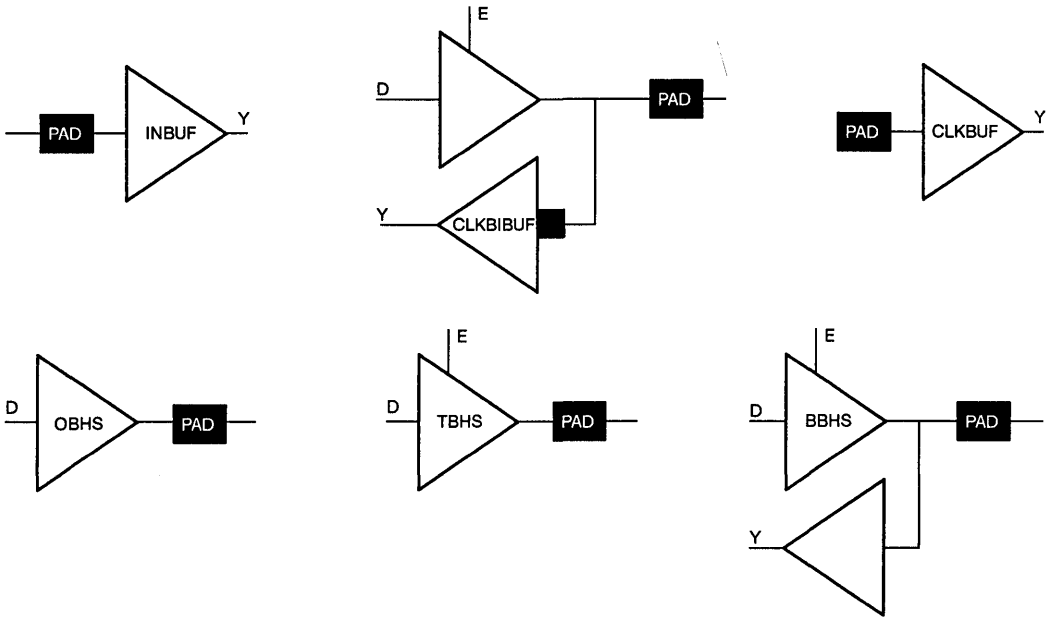 E
D
PAD
PAD
INBUF
Y
PAD
CLKBUF
Y
Y
CLKBIBUF
E
E
D
OBHS
PAD
D
TBHS
PAD
D
BBHS
PAD
Y